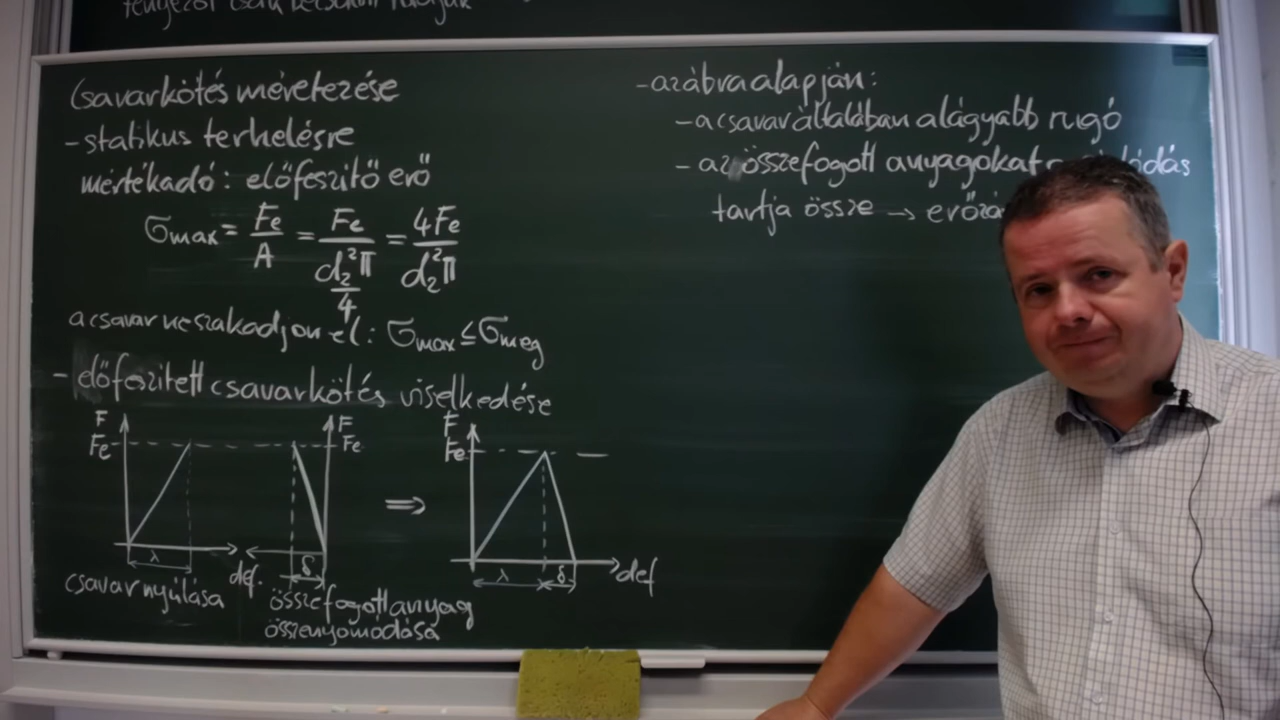 tényezőt csak
Csavarkötés méretezése
-statikus terhelésre
mértékadó: előfeszítő erő
σmax = Fe/A = Fe/(d₂²π/4) = 4Fe/d₂²π
a csavar ne szakadjon el: σmax ≤ σmeg
- előfeszített csavarkötés viselkedése
F
Fe
λ
def.
csavar nyúlása
F
Fe
δ
összefogott anyag
összenyomódása
⇒
F
Fe
λ
δ
def
-az ábra alapján:
-a csavar általában a lágyabb rugó
- az összefogott anyagokat
tartja össze →